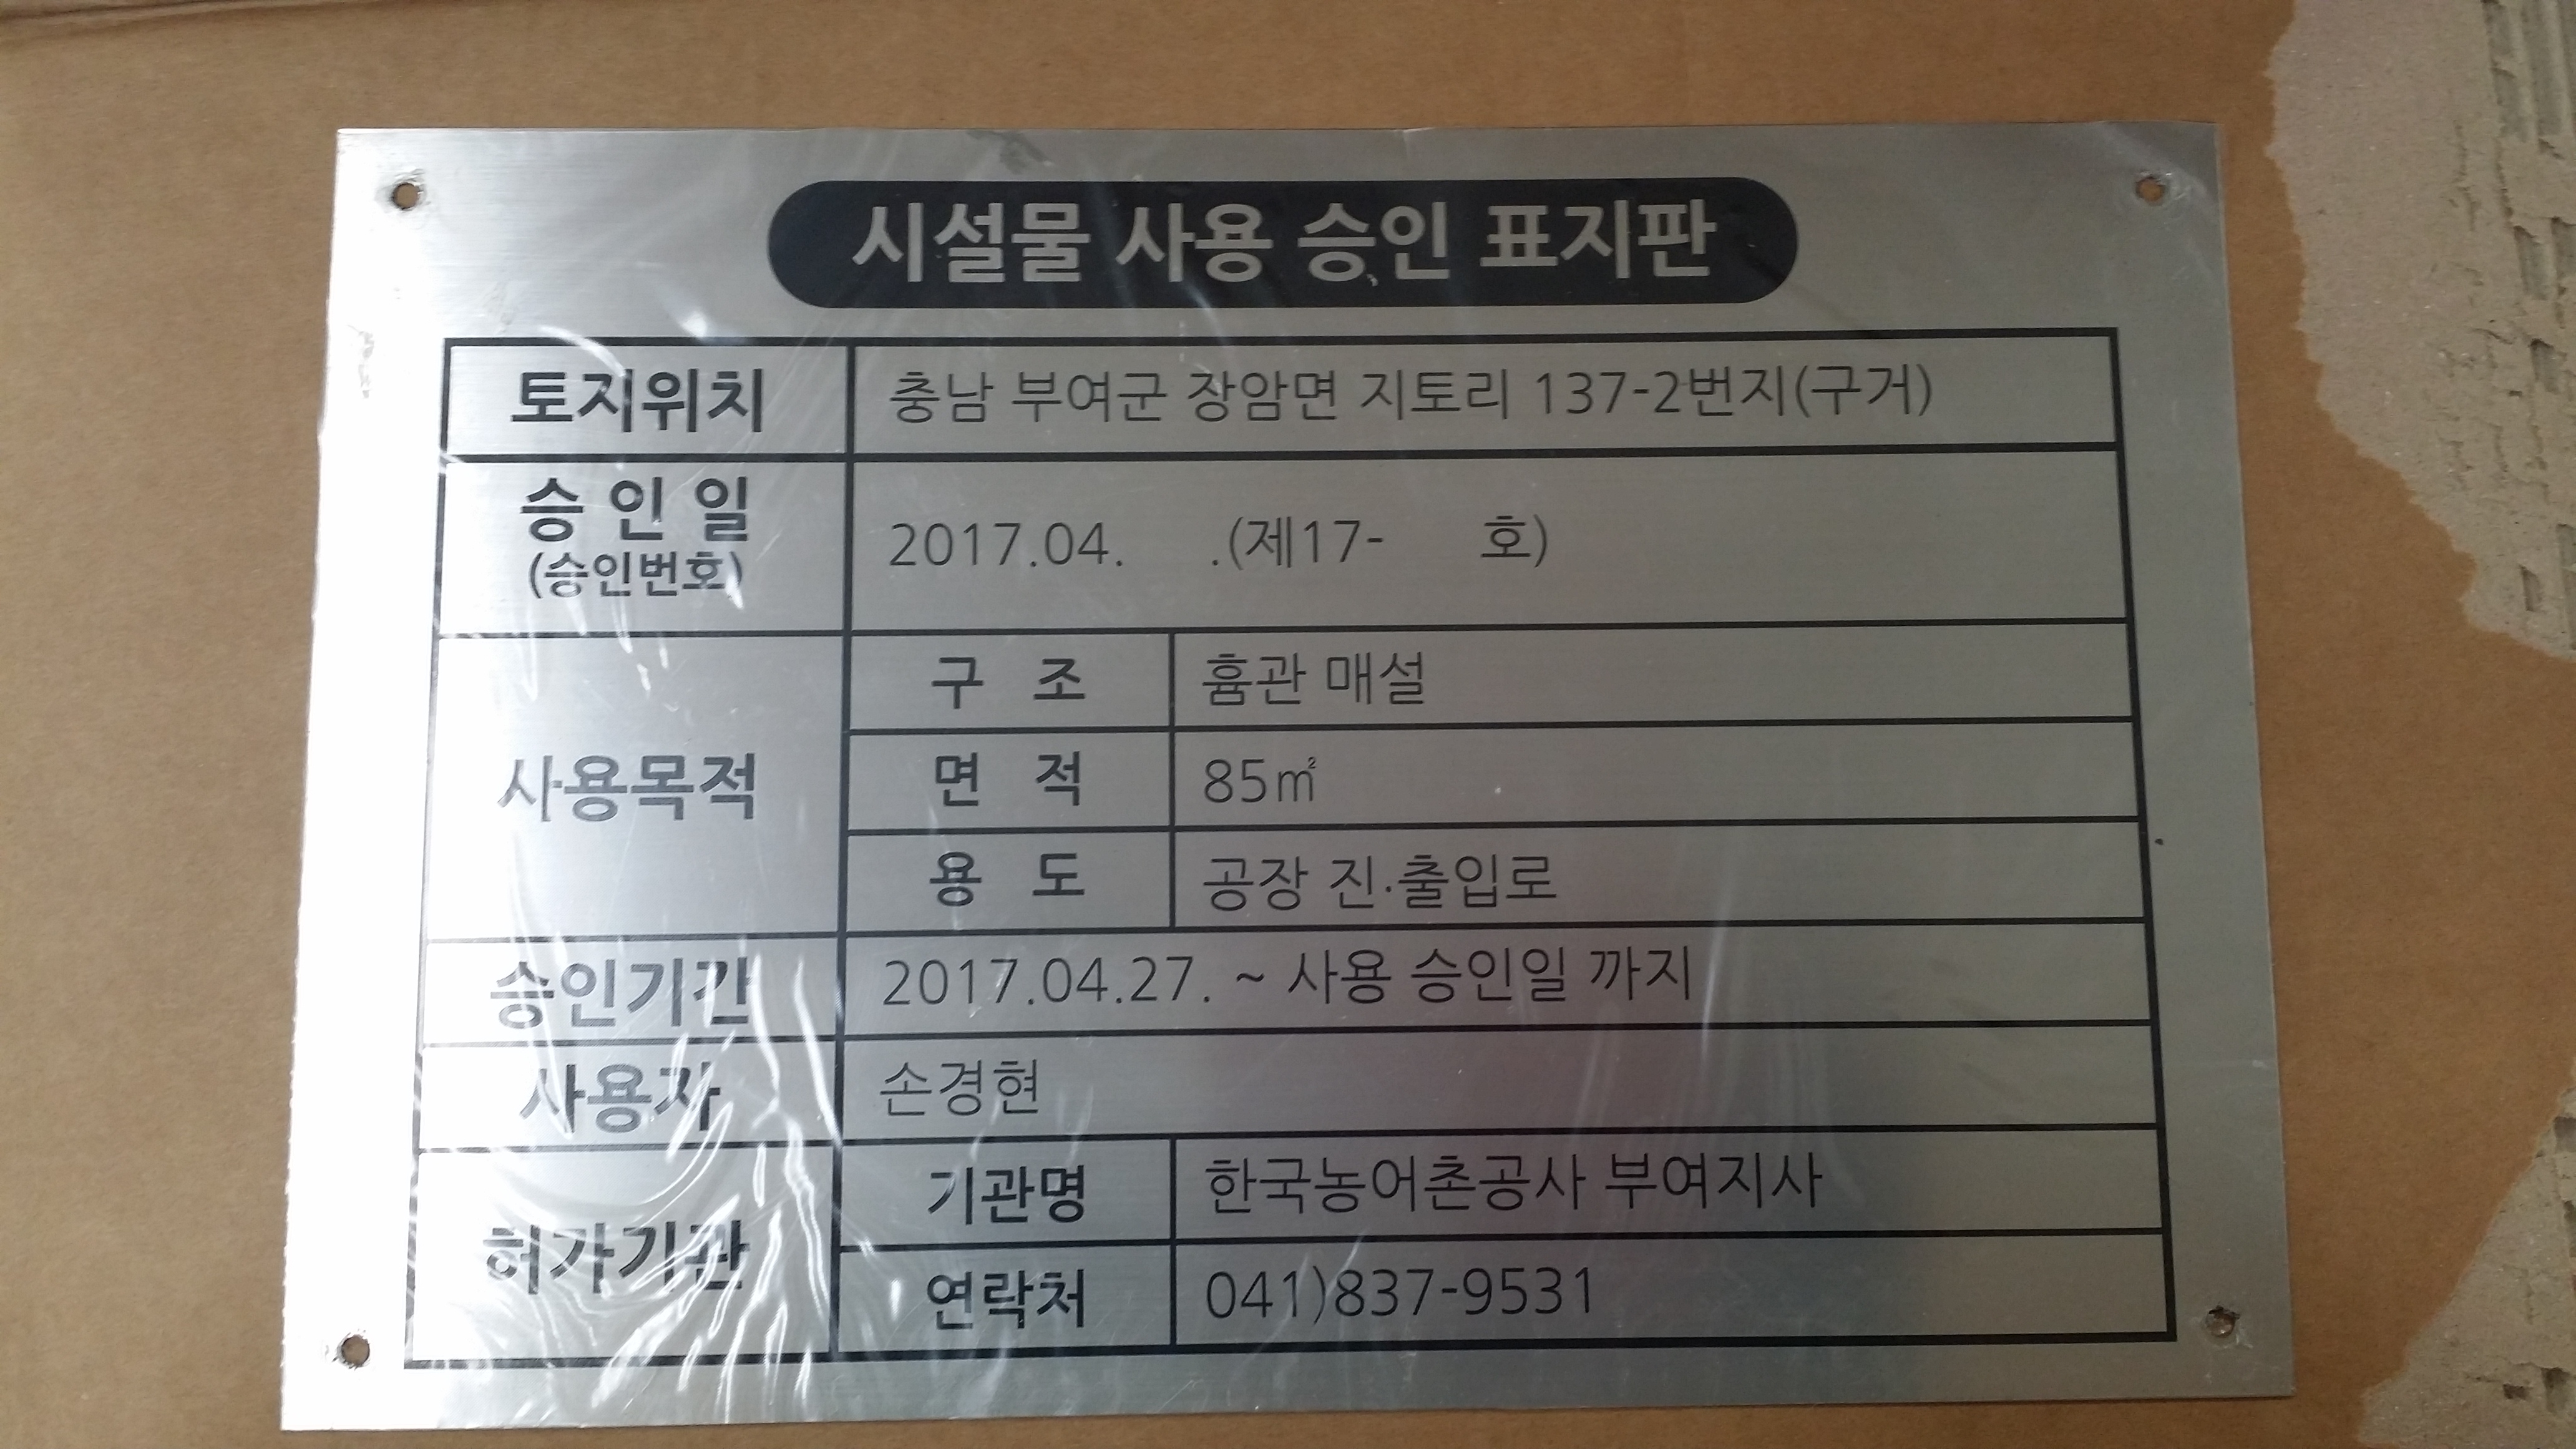 시설물 사용 승인 표지판
토지위치 충남 부여군 장암면 지토리 137-2번지(구거)
승 인 일
(승인번호)
2017.04. .(제17- 호)
사용목적
구 조 흄관 매설
면 적 85㎡
용 도 공장 진·출입로
승인기간 2017.04.27. ~ 사용 승인일 까지
사용자 손경현
허가기관
기관명 한국농어촌공사 부여지사
연락처 041)837-9531